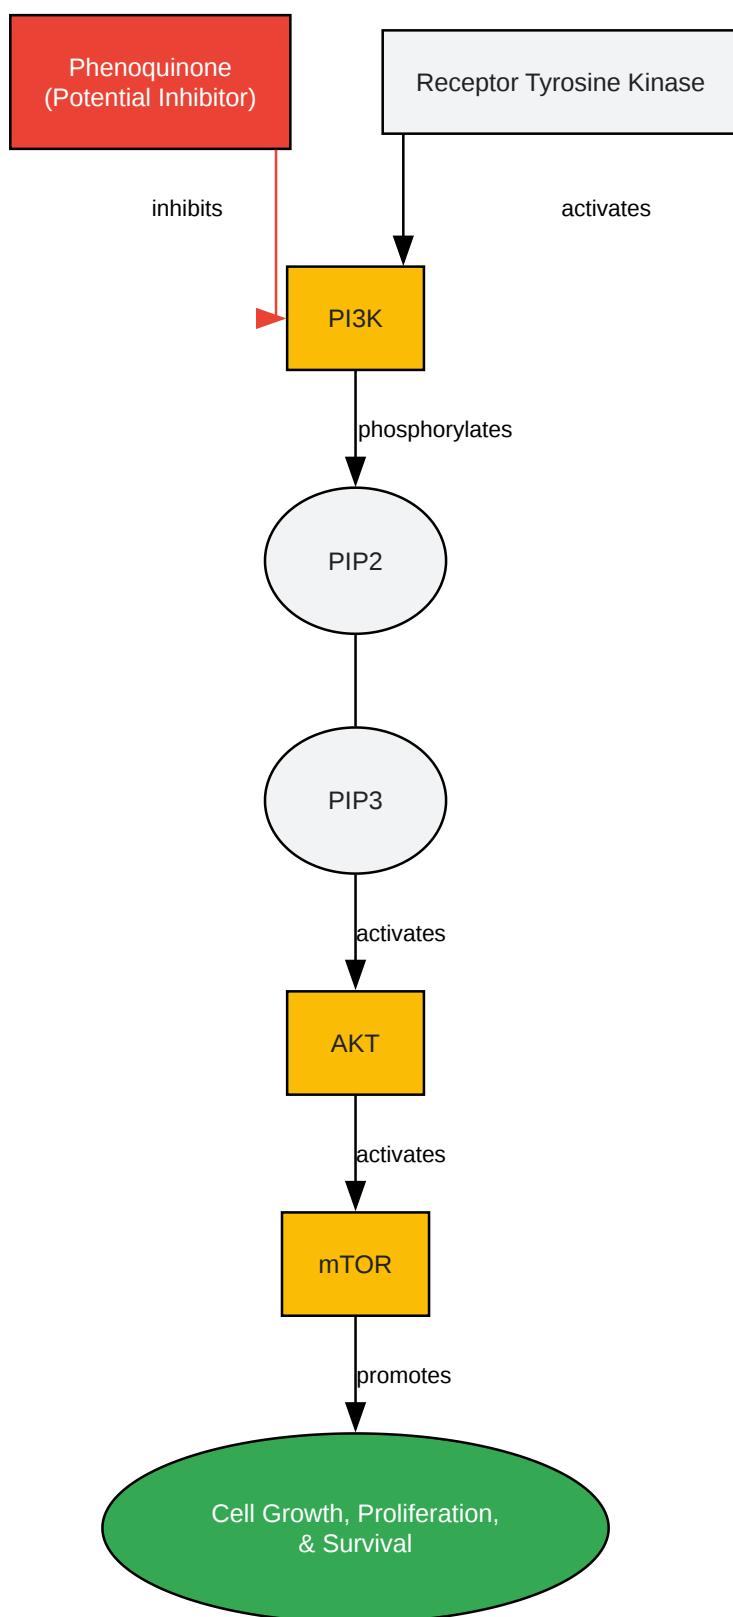 Phenoquinone
(Potential Inhibitor)
Receptor Tyrosine Kinase
inhibits
activates
PI3K
phosphorylates
PIP2
PIP3
activates
AKT
activates
mTOR
promotes
Cell Growth, Proliferation,
& Survival